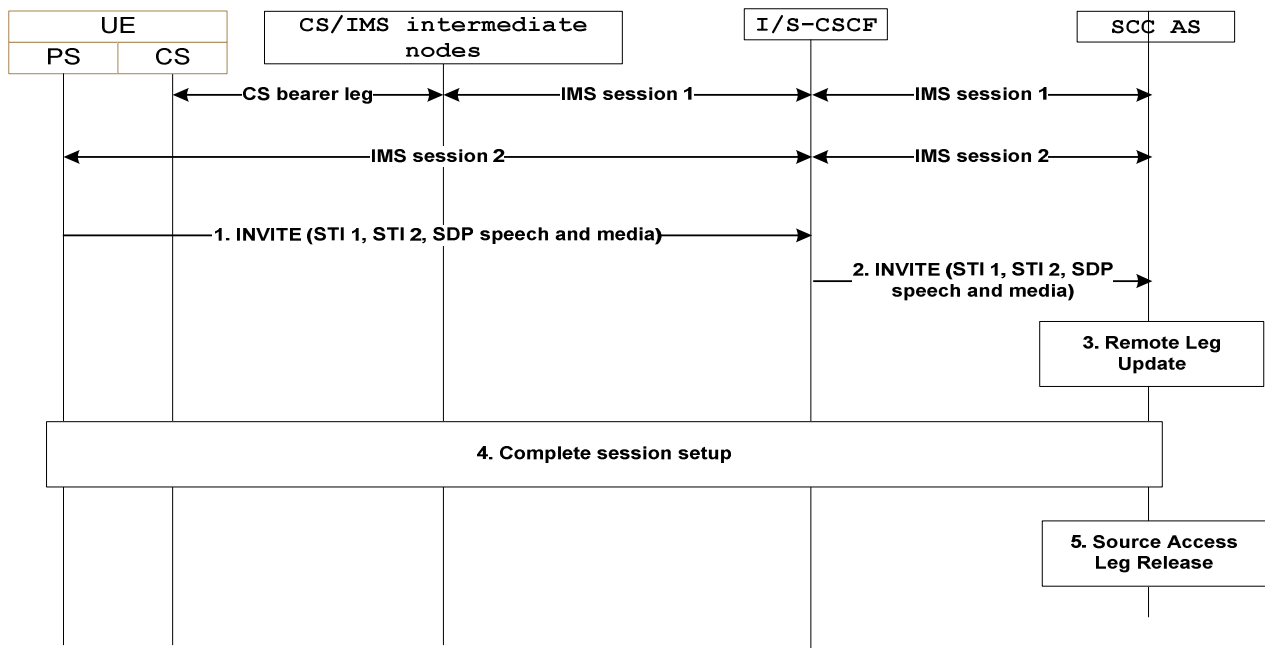 UE
PS CS
CS/IMS intermediate
nodes
I/S-CSCF
SCC AS
CS bearer leg
IMS session 1
IMS session 1
IMS session 2
IMS session 2
1. INVITE (STI 1, STI 2, SDP speech and media)
2. INVITE (STI 1, STI 2, SDP
speech and media)
3. Remote Leg
Update
4. Complete session setup
5. Source Access
Leg Release